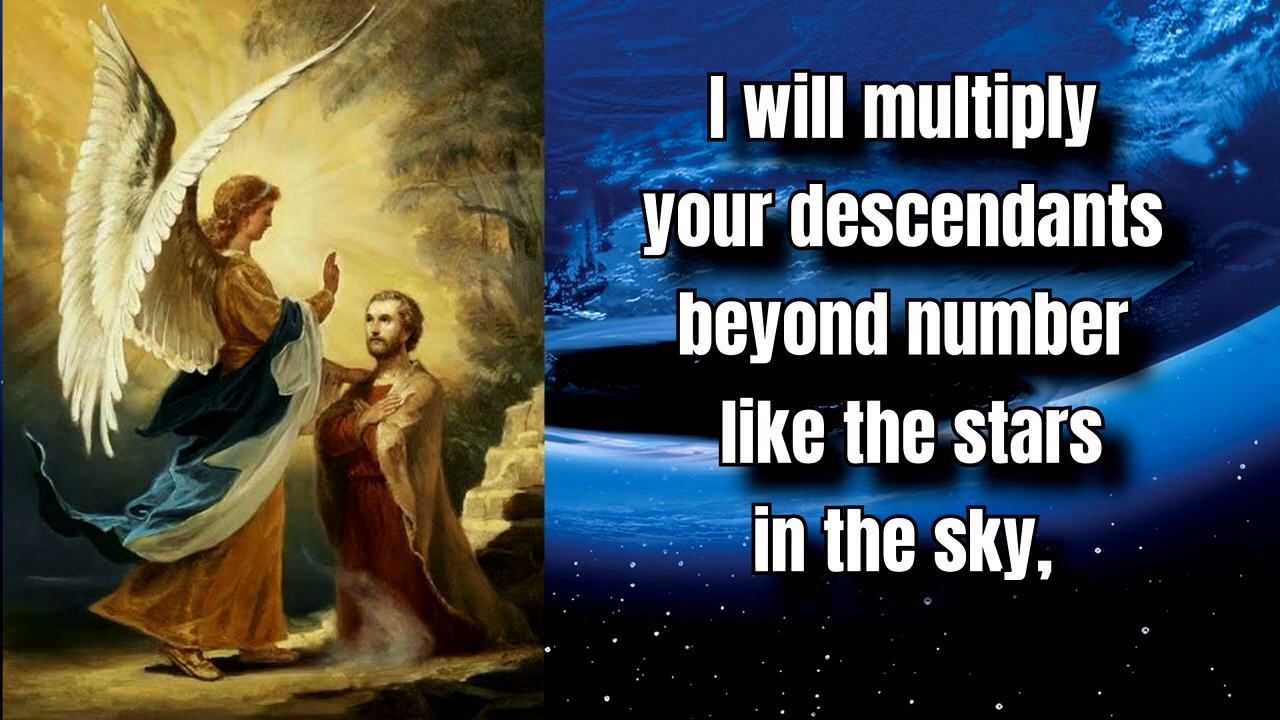 I will multiply
your descendants
beyond number
like the stars
in the sky,